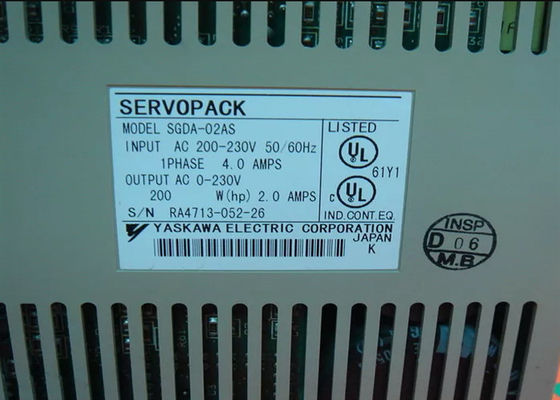 SERVOPACK
MODEL SGDA-02AS
INPUT AC 200-230V 50/60Hz
1PHASE 4.0 AMPS
OUTPUT AC 0-230V
200 W(hp) 2.0 AMPS
S/N RA4713-052-26
LISTED
UL
61Y1
c UL
IND.CONT.EQ.
YASKAWA ELECTRIC CORPORATION
JAPAN
K
INSP
D 06
M.B